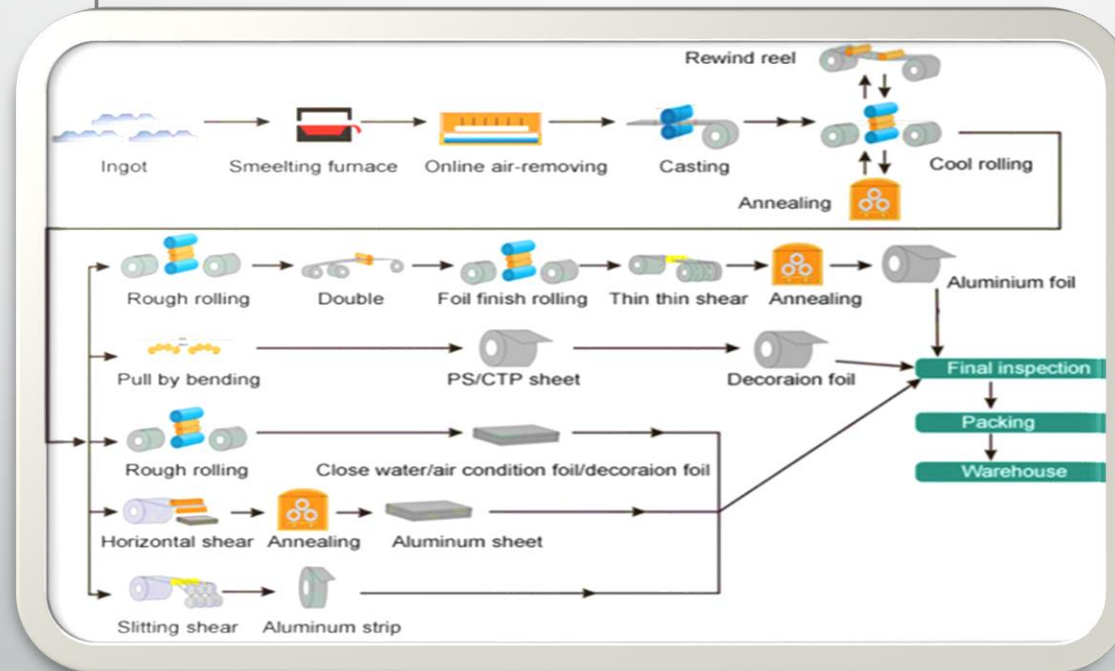 Rewind reel
Ingot
Smeelting furnace
Online air-removing
Casting
Cool rolling
Annealing
Rough rolling
Double
Foil finish rolling
Thin thin shear
Annealing
Aluminium foil
Pull by bending
PS/CTP sheet
Decoraion foil
Final inspection
Packing
Warehouse
Rough rolling
Close water/air condition foil/decoraion foil
Horizontal shear
Annealing
Aluminum sheet
Slitting shear
Aluminum strip